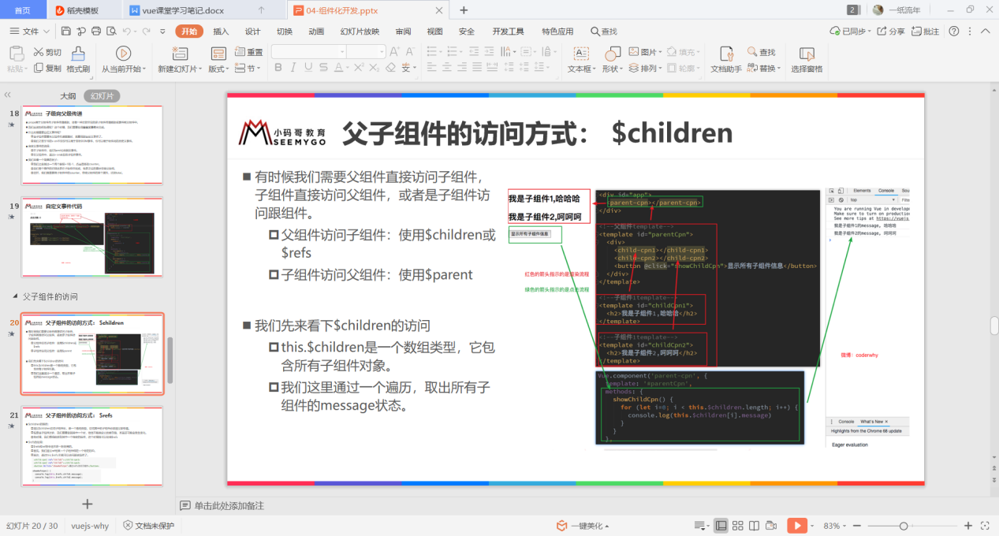 首页
稻壳模板
vue课堂学习笔记.docx
04-组件化开发.pptx
2
一纸流年
文件
开始
插入
设计
切换
动画
幻灯片放映
审阅
视图
安全
开发工具
特色应用
查找
已同步
分享
批注
粘贴
剪切
复制
格式刷
从当前开始
新建幻灯片
版式
重置
节
文本框
形状
图片
排列
填充
轮廓
文档助手
查找
替换
选择窗格
大纲
幻灯片
18
子级向父级传递
19
自定义事件代码
父子组件的访问
20
父子组件的访问方式： $children
21
父子组件的访问方式： $refs
小码哥教育
SEEMYGO
父子组件的访问方式： $children
有时候我们需要父组件直接访问子组件，
子组件直接访问父组件，或者是子组件访
问跟组件。
父组件访问子组件：使用$children或
$refs
子组件访问父组件：使用$parent
我们先来看下$children的访问
this.$children是一个数组类型，它包
含所有子组件对象。
我们这里通过一个遍历，取出所有子
组件的message状态。
我是子组件1,哈哈哈
我是子组件2,呵呵呵
显示所有子组件信息
红色的箭头指示的是渲染流程
绿色的箭头指示的是点击流程
<div id="app">
<parent-cpn></parent-cpn>
</div>
<!--父组件template-->
<template id="parentCpn">
<div>
<child-cpn1></child-cpn1>
<child-cpn2></child-cpn2>
<button @click="showChildCpn">显示所有子组件信息</button>
</div>
</template>
<!--子组件1template-->
<template id="childCpn1">
<h2>我是子组件1,哈哈哈</h2>
</template>
<!--子组件2template-->
<template id="childCpn2">
<h2>我是子组件2,呵呵呵</h2>
</template>
Vue.component('parent-cpn', {
template: '#parentCpn',
methods: {
showChildCpn() {
for (let i=0; i < this.$children.length; i++) {
console.log(this.$children[i].message)
}
}
},
Elements
Console
Sou
top
You are running Vue in develop
Make sure to turn on production
See more tips at https://vuejs
我是子组件1的message, 哈哈哈
我是子组件2的message, 呵呵呵
微博：coderwhy
Console
What's New
Highlights from the Chrome 68 update
Eager evaluation
单击此处添加备注
幻灯片 20 / 30
vuejs-why
文档未保护
一键美化
83%